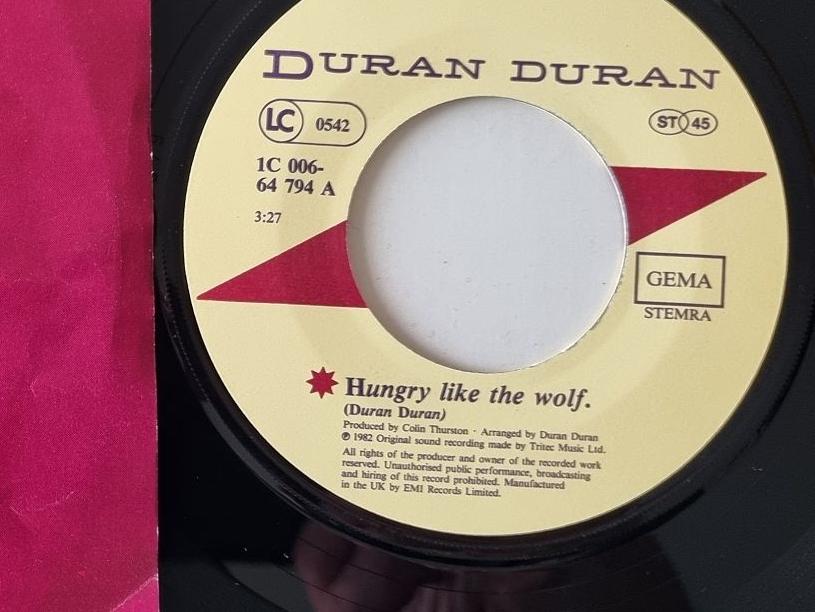 DURAN DURAN
LC 0542
ST 45
1C 006-
64 794 A
3:27
GEMA
STEMRA
Hungry like the wolf.
(Duran Duran)
Produced by Colin Thurston · Arranged by Duran Duran
℗ 1982 Original sound recording made by Tritec Music Ltd.
All rights of the producer and owner of the recorded work
reserved. Unauthorised public performance, broadcasting
and hiring of this record prohibited. Manufactured
in the UK by EMI Records Limited.